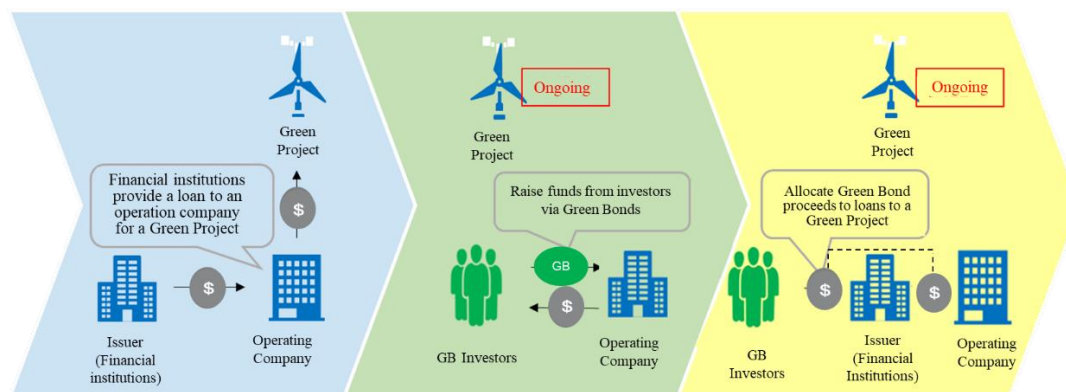 Green
Project
Financial institutions
provide a loan to an
operation company
for a Green Project
$
$
Issuer
(Financial
institutions)
Operating
Company
Ongoing
Green
Project
Raise funds from investors
via Green Bonds
GB
$
GB Investors
Operating
Company
Ongoing
Green
Project
Allocate Green Bond
proceeds to loans to a
Green Project
$
$
GB
Investors
Issuer
(Financial
Institutions)
Operating
Company